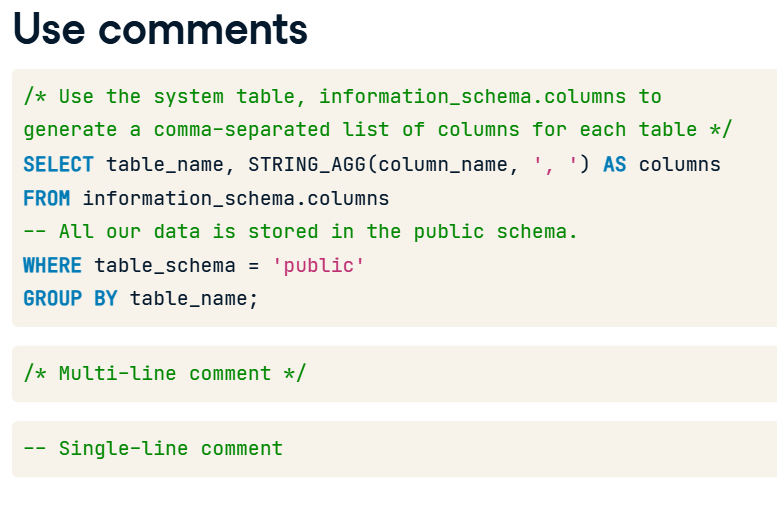 Use comments
/* Use the system table, information_schema.columns to
generate a comma-separated list of columns for each table */
SELECT table_name, STRING_AGG(column_name, ', ') AS columns
FROM information_schema.columns
-- All our data is stored in the public schema.
WHERE table_schema = 'public'
GROUP BY table_name;
/* Multi-line comment */
-- Single-line comment